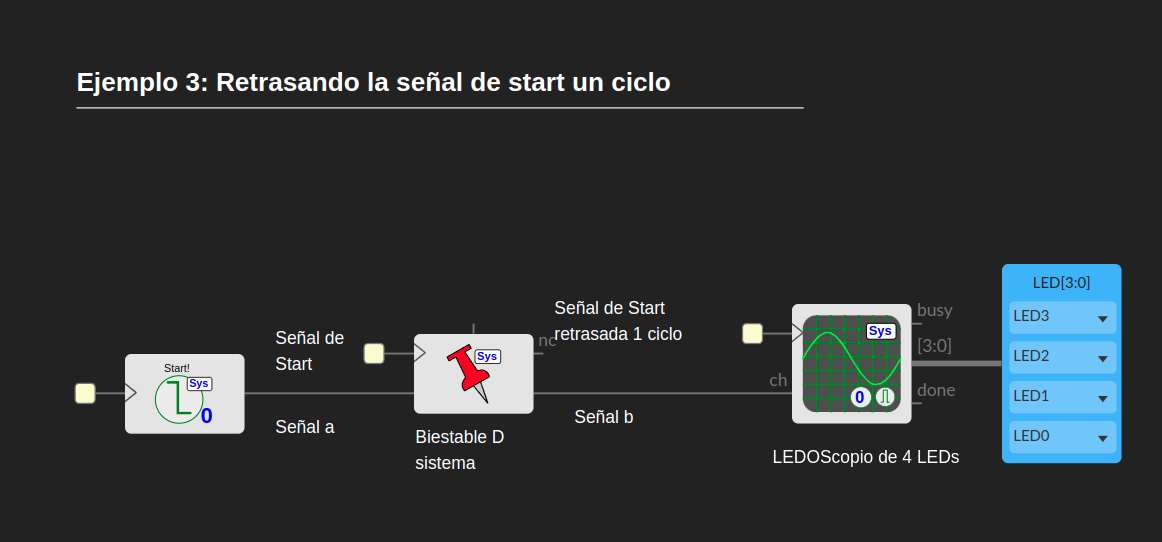 Ejemplo 3: Retrasando la señal de start un ciclo
Start!
Sys
0
Señal de
Start
Señal a
Sys
nc
Biestable D
sistema
Señal de Start
retrasada 1 ciclo
Señal b
ch
Sys
0
busy
[3:0]
done
LEDOScopio de 4 LEDs
LED[3:0]
LED3
LED2
LED1
LED0